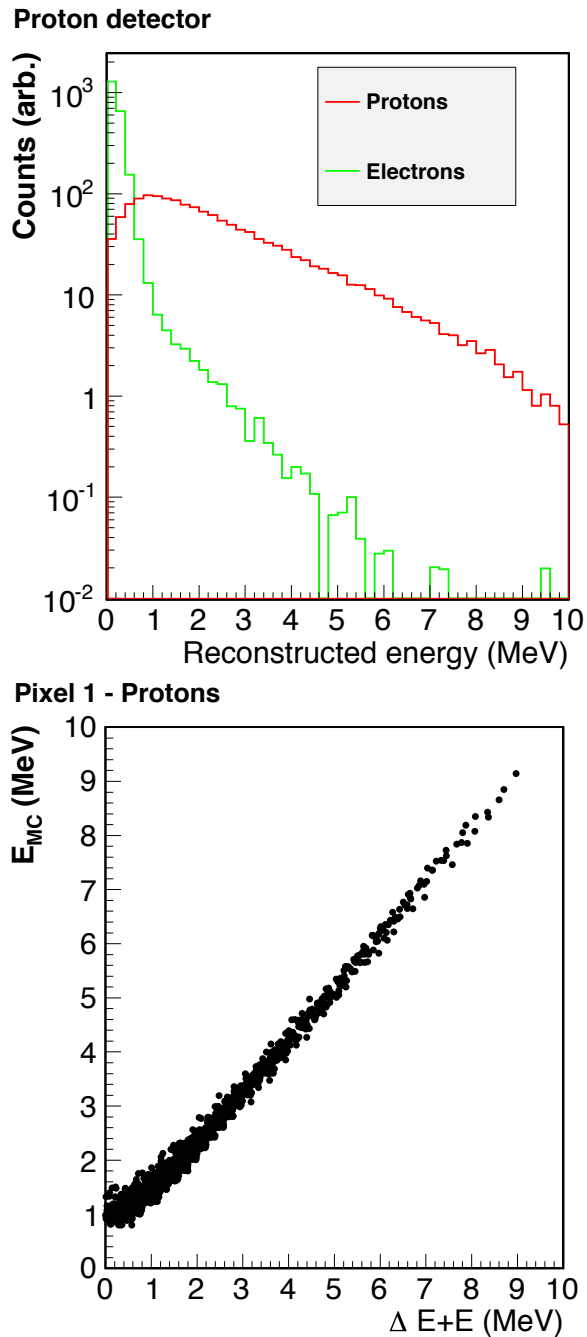 Proton detector
Counts (arb.)
10³
10²
10
1
10⁻¹
10⁻²
Protons
Electrons
0 1 2 3 4 5 6 7 8 9 10
Reconstructed energy (MeV)
Pixel 1 - Protons
E_MC (MeV)
10
9
8
7
6
5
4
3
2
1
0
0 1 2 3 4 5 6 7 8 9 10
Δ E+E (MeV)